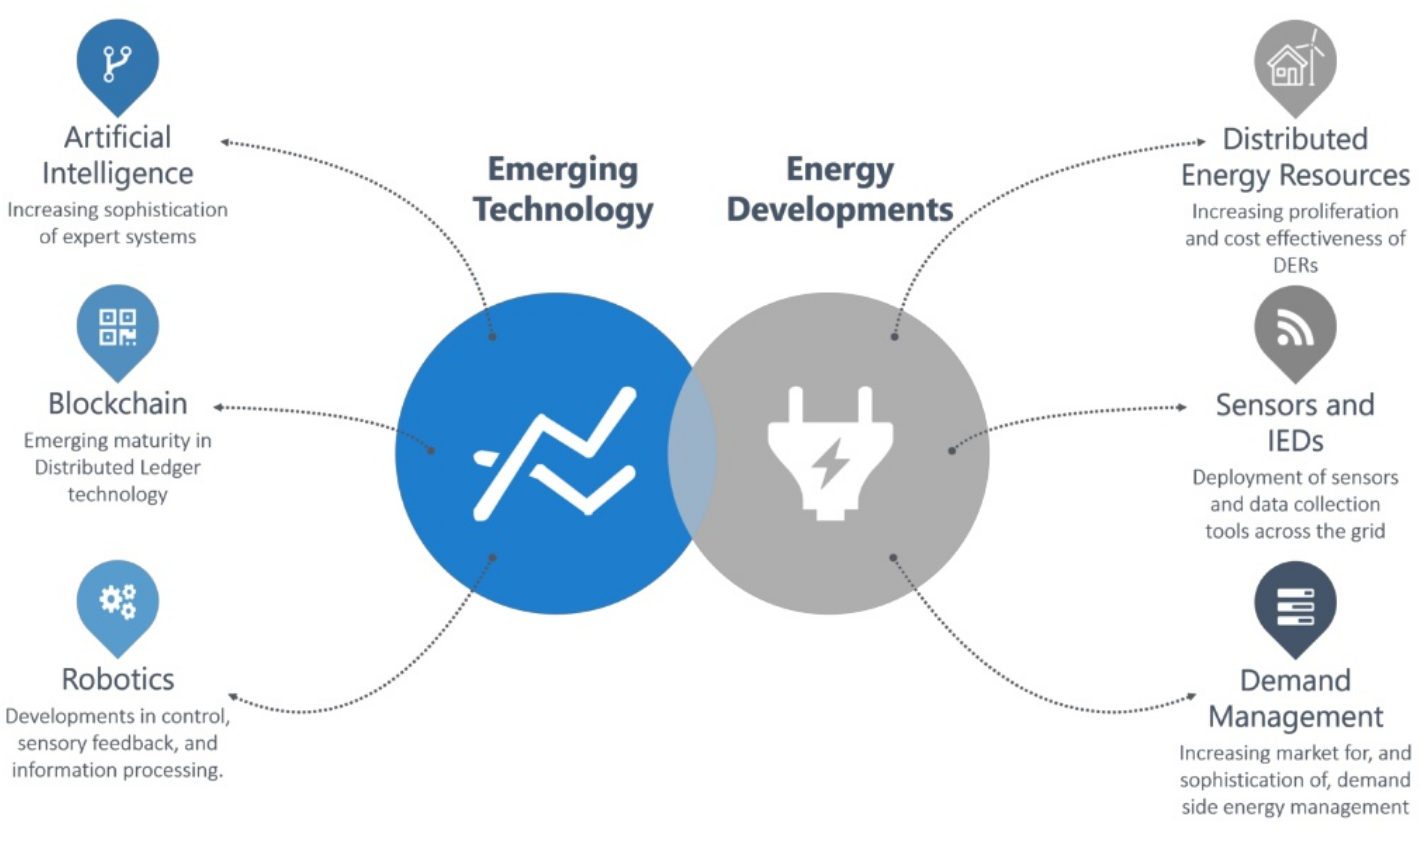 Emerging
Technology
Energy
Developments
Artificial
Intelligence
Increasing sophistication
of expert systems
Blockchain
Emerging maturity in
Distributed Ledger
technology
Robotics
Developments in control,
sensory feedback, and
information processing.
Distributed
Energy Resources
Increasing proliferation
and cost effectiveness of
DERs
Sensors and
IEDs
Deployment of sensors
and data collection
tools across the grid
Demand
Management
Increasing market for, and
sophistication of, demand
side energy management